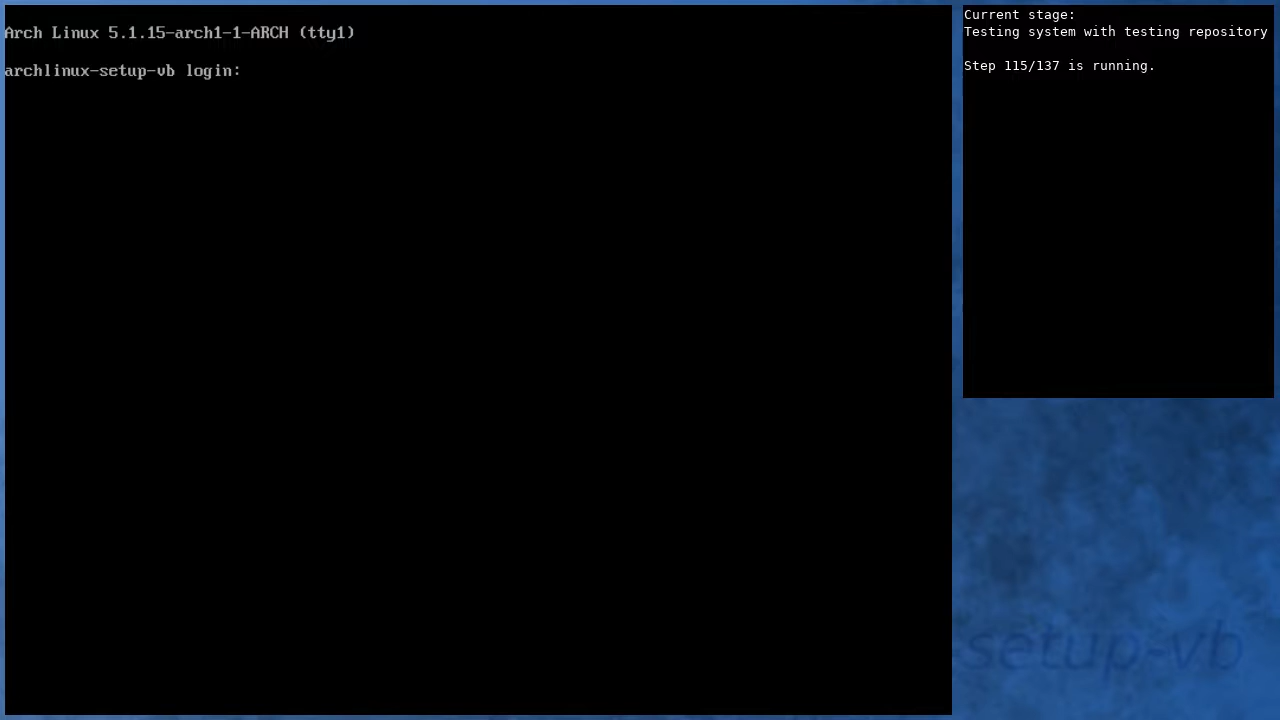 Arch Linux 5.1.15-arch1-1-ARCH (tty1)
archlinux-setup-vb login:
Current stage:
Testing system with testing repository
Step 115/137 is running.
-setup-vb